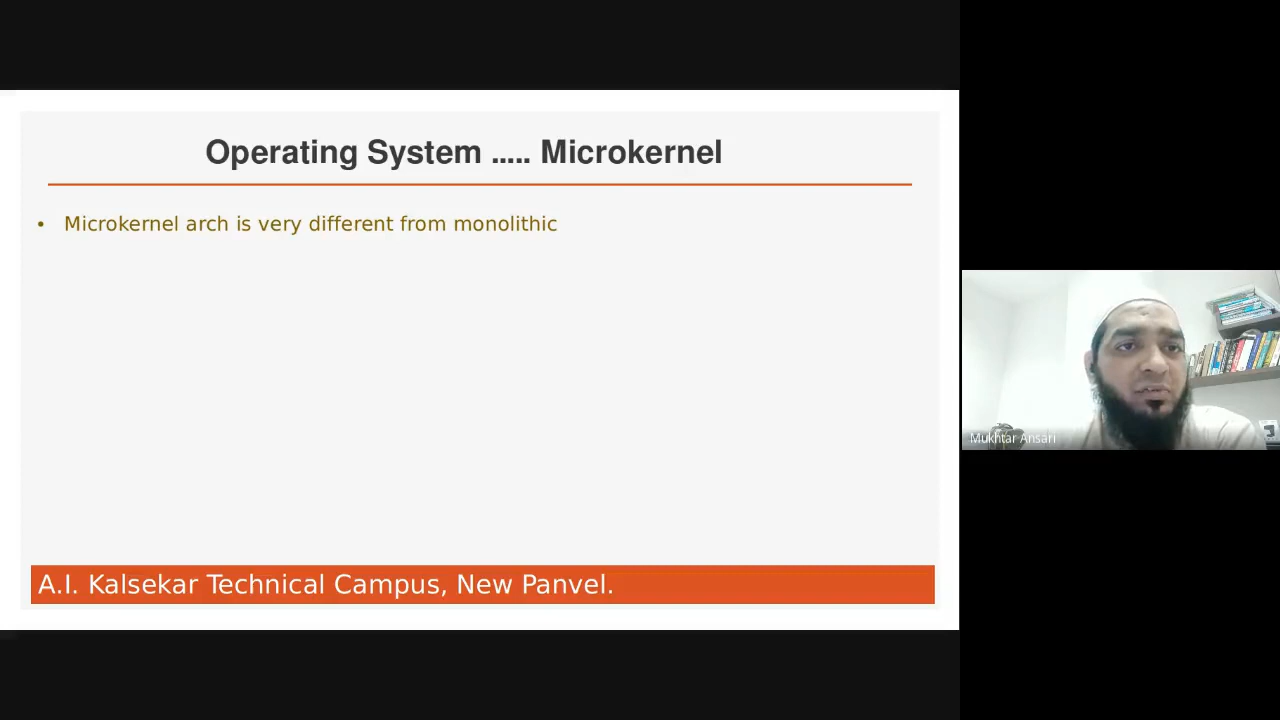 Operating System ..... Microkernel
• Microkernel arch is very different from monolithic
A.I. Kalsekar Technical Campus, New Panvel.
Mukhtar Ansari